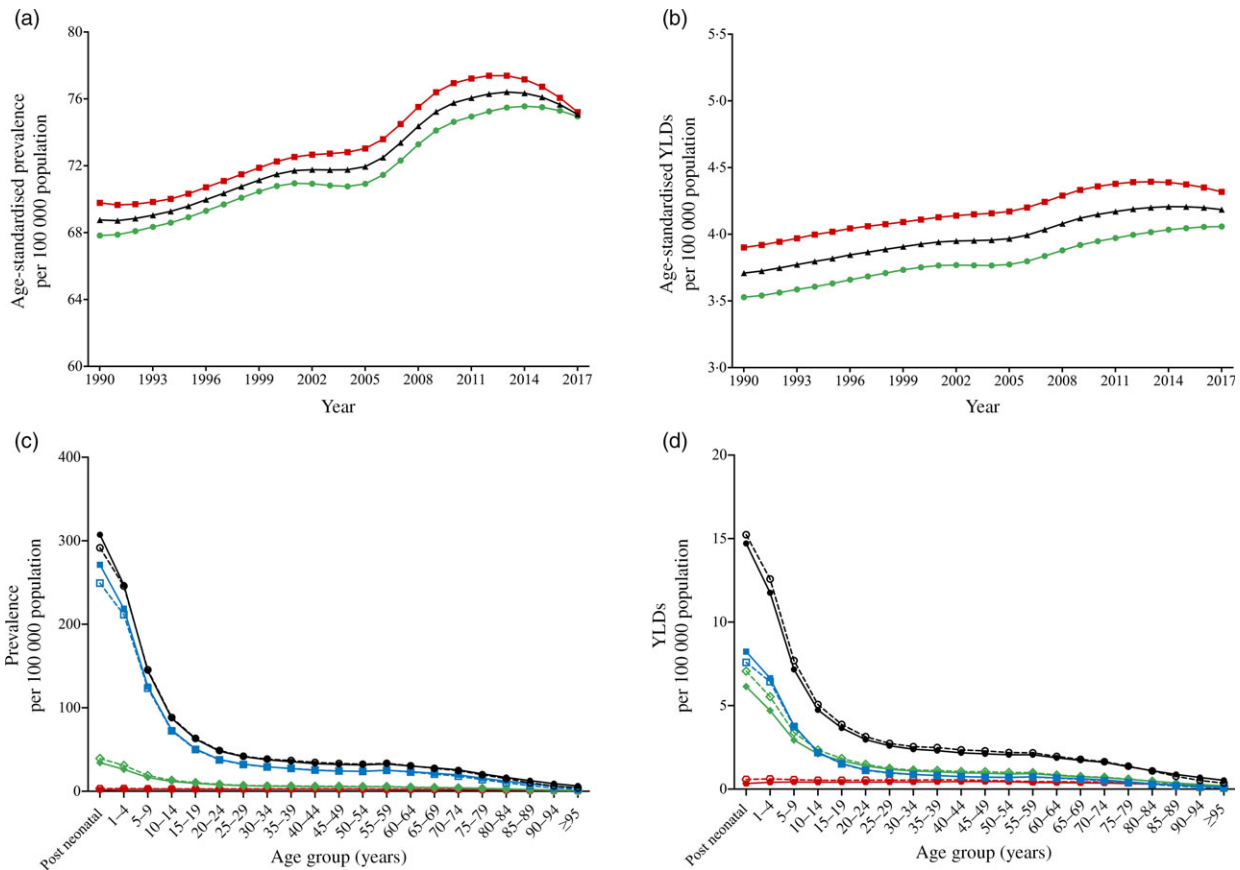 (a)
Age-standardised prevalence
per 100 000 population
80
76
72
68
64
60
1990 1993 1996 1999 2002 2005 2008 2011 2014 2017
Year
(b)
Age-standardised YLDs
per 100 000 population
5·5
5·0
4·5
4·0
3·5
3·0
1990 1993 1996 1999 2002 2005 2008 2011 2014 2017
Year
(c)
Prevalence
per 100 000 population
400
300
200
100
0
Post neonatal 1–4 5–9 10–14 15–19 20–24 25–29 30–34 35–39 40–44 45–49 50–54 55–59 60–64 65–69 70–74 75–79 80–84 85–89 90–94 ≥95
Age group (years)
(d)
YLDs
per 100 000 population
20
15
10
5
0
Post neonatal 1–4 5–9 10–14 15–19 20–24 25–29 30–34 35–39 40–44 45–49 50–54 55–59 60–64 65–69 70–74 75–79 80–84 85–89 90–94 ≥95
Age group (years)